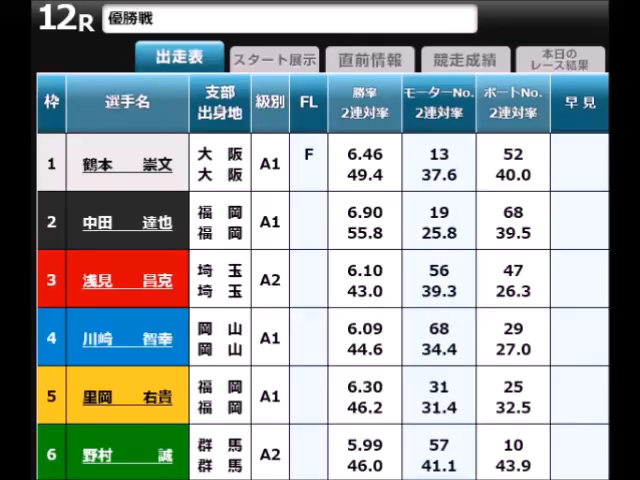 12R 優勝戦
出走表 スタート展示 直前情報 競走成績 本日のレース結果
枠 選手名 支部 出身地 級別 FL 勝率 2連対率 モーターNo. 2連対率 ボートNo. 2連対率 早見
1 鶴本 崇文 大阪 大阪 A1 F 6.46 49.4 13 37.6 52 40.0
2 中田 達也 福岡 福岡 A1 6.90 55.8 19 25.8 68 39.5
3 浅見 昌克 埼玉 埼玉 A2 6.10 43.0 56 39.3 47 26.3
4 川崎 智幸 岡山 岡山 A1 6.09 44.6 68 34.4 29 27.0
5 里岡 右貴 福岡 福岡 A1 6.30 46.2 31 31.4 25 32.5
6 野村 誠 群馬 群馬 A2 5.99 46.0 57 41.1 10 43.9